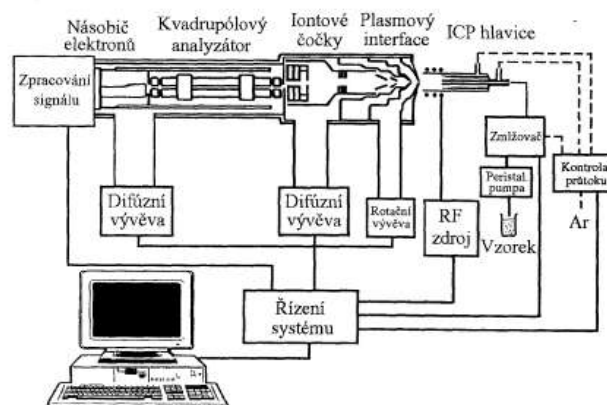 Násobič
elektronů
Kvadrupólový
analyzátor
Iontové
čočky
Plasmový
interface
ICP hlavice
Zpracování
signálu
Zmlžovač
Peristal.
pumpa
Kontrola
průtoku
Difúzní
vývěva
Difúzní
vývěva
Rotační
vývěva
RF
zdroj
Vzorek
Ar
Řízení
systému